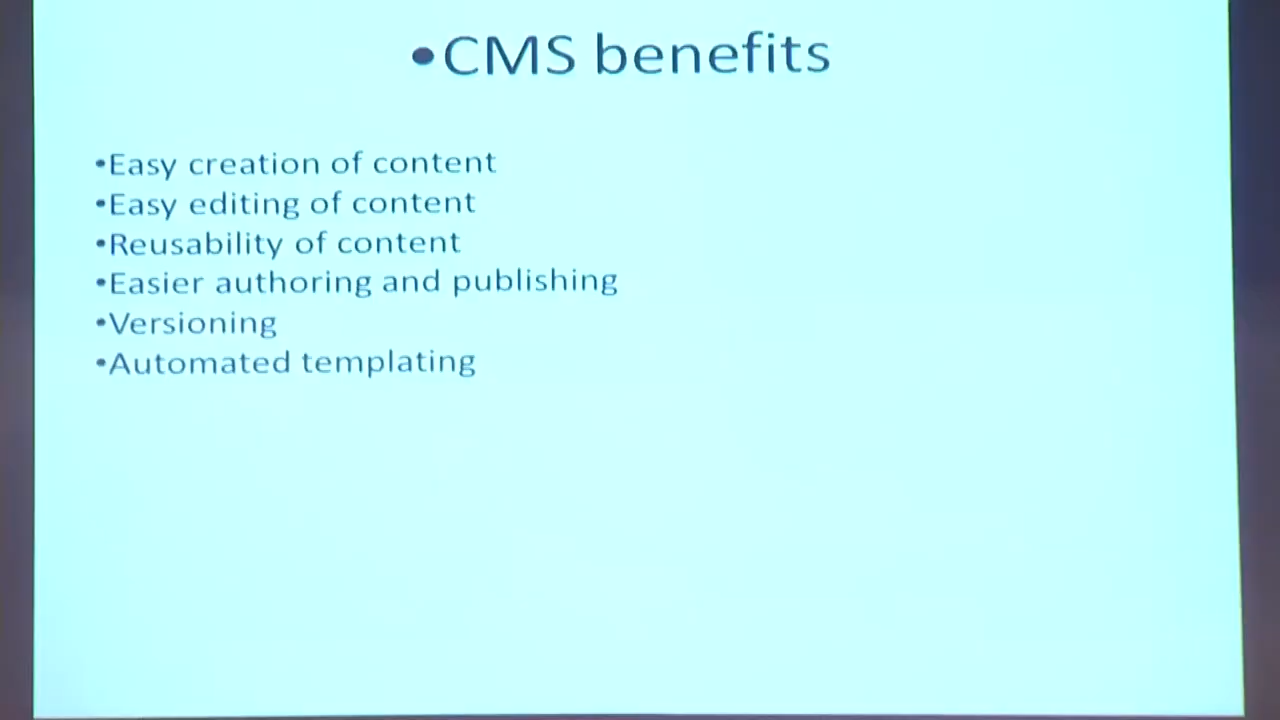 •CMS benefits
•Easy creation of content
•Easy editing of content
•Reusability of content
•Easier authoring and publishing
•Versioning
•Automated templating